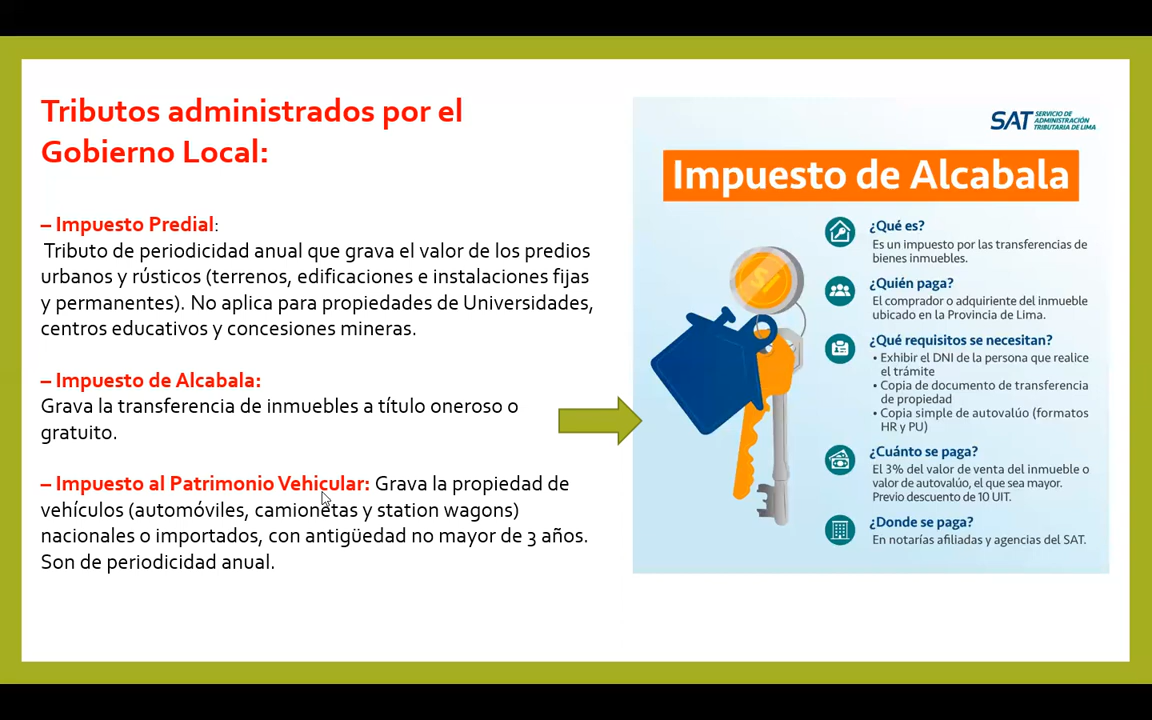 Tributos administrados por el
Gobierno Local:
– Impuesto Predial:
Tributo de periodicidad anual que grava el valor de los predios
urbanos y rústicos (terrenos, edificaciones e instalaciones fijas
y permanentes). No aplica para propiedades de Universidades,
centros educativos y concesiones mineras.
– Impuesto de Alcabala:
Grava la transferencia de inmuebles a título oneroso o
gratuito.
– Impuesto al Patrimonio Vehicular: Grava la propiedad de
vehículos (automóviles, camionetas y station wagons)
nacionales o importados, con antigüedad no mayor de 3 años.
Son de periodicidad anual.
SAT SERVICIO DE
ADMINISTRACIÓN
TRIBUTARIA DE LIMA
Impuesto de Alcabala
¿Qué es?
Es un impuesto por las transferencias de
bienes inmuebles.
¿Quién paga?
El comprador o adquiriente del inmueble
ubicado en la Provincia de Lima.
¿Qué requisitos se necesitan?
• Exhibir el DNI de la persona que realice
el trámite
• Copia de documento de transferencia
de propiedad
• Copia simple de autovalúo (formatos
HR y PU)
¿Cuánto se paga?
El 3% del valor de venta del inmueble o
valor de autovalúo, el que sea mayor.
Previo descuento de 10 UIT.
¿Donde se paga?
En notarías afiliadas y agencias del SAT.